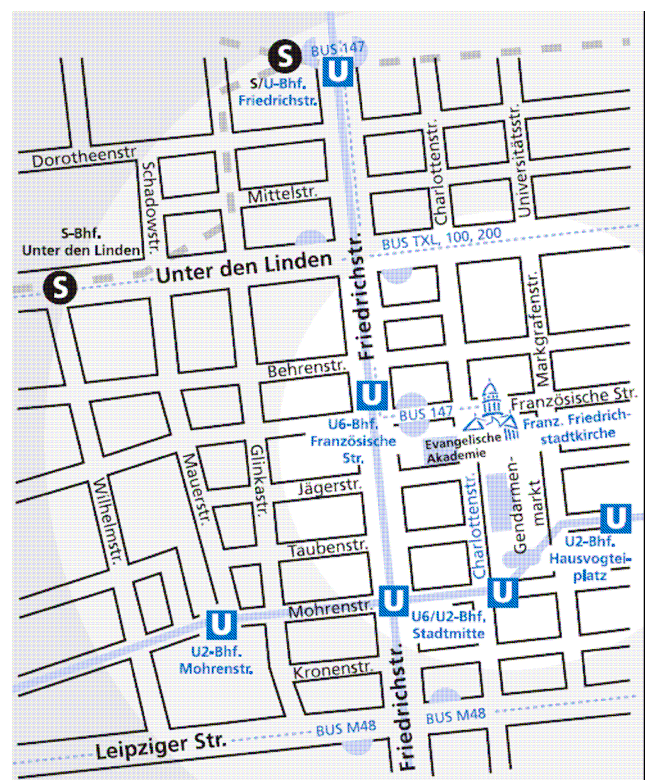 BUS 147
S
U
S/U-Bhf.
Friedrichstr.
Dorotheenstr
Schadowstr.
Mittelstr.
Charlottenstr.
Universitätsstr.
S-Bhf.
Unter den Linden
S
BUS TXL, 100, 200
Unter den Linden
Friedrichstr.
Markgrafenstr.
Behrenstr.
U
Französische Str.
BUS 147
U6-Bhf.
Französische
Str.
Evangelische
Akademie
Franz. Friedrich-
stadtkirche
Wilhelmstr.
Mauerstr
Glinkastr.
Jägerstr.
Charlottenstr.
Gendarmen-
markt
U
U2-Bhf.
Hausvogtei-
platz
Taubenstr.
Mohrenstr.
U
U
U6/U2-Bhf.
Stadtmitte
U
U2-Bhf.
Mohrenstr.
Kronenstr.
Friedrichstr.
Leipziger Str.
BUS M48
BUS M48